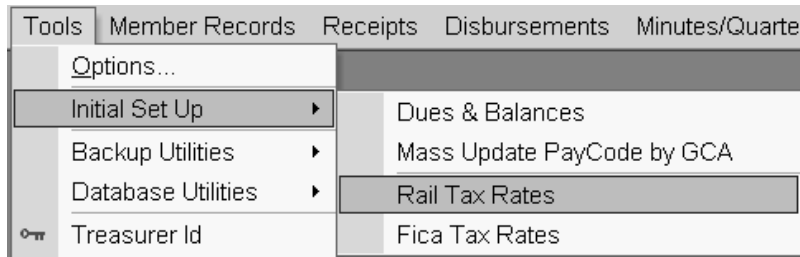 Tools Member Records Receipts Disbursements Minutes/Quarte
Options...
Initial Set Up
Dues & Balances
Backup Utilities
Mass Update PayCode by GCA
Database Utilities
Rail Tax Rates
Treasurer Id
Fica Tax Rates